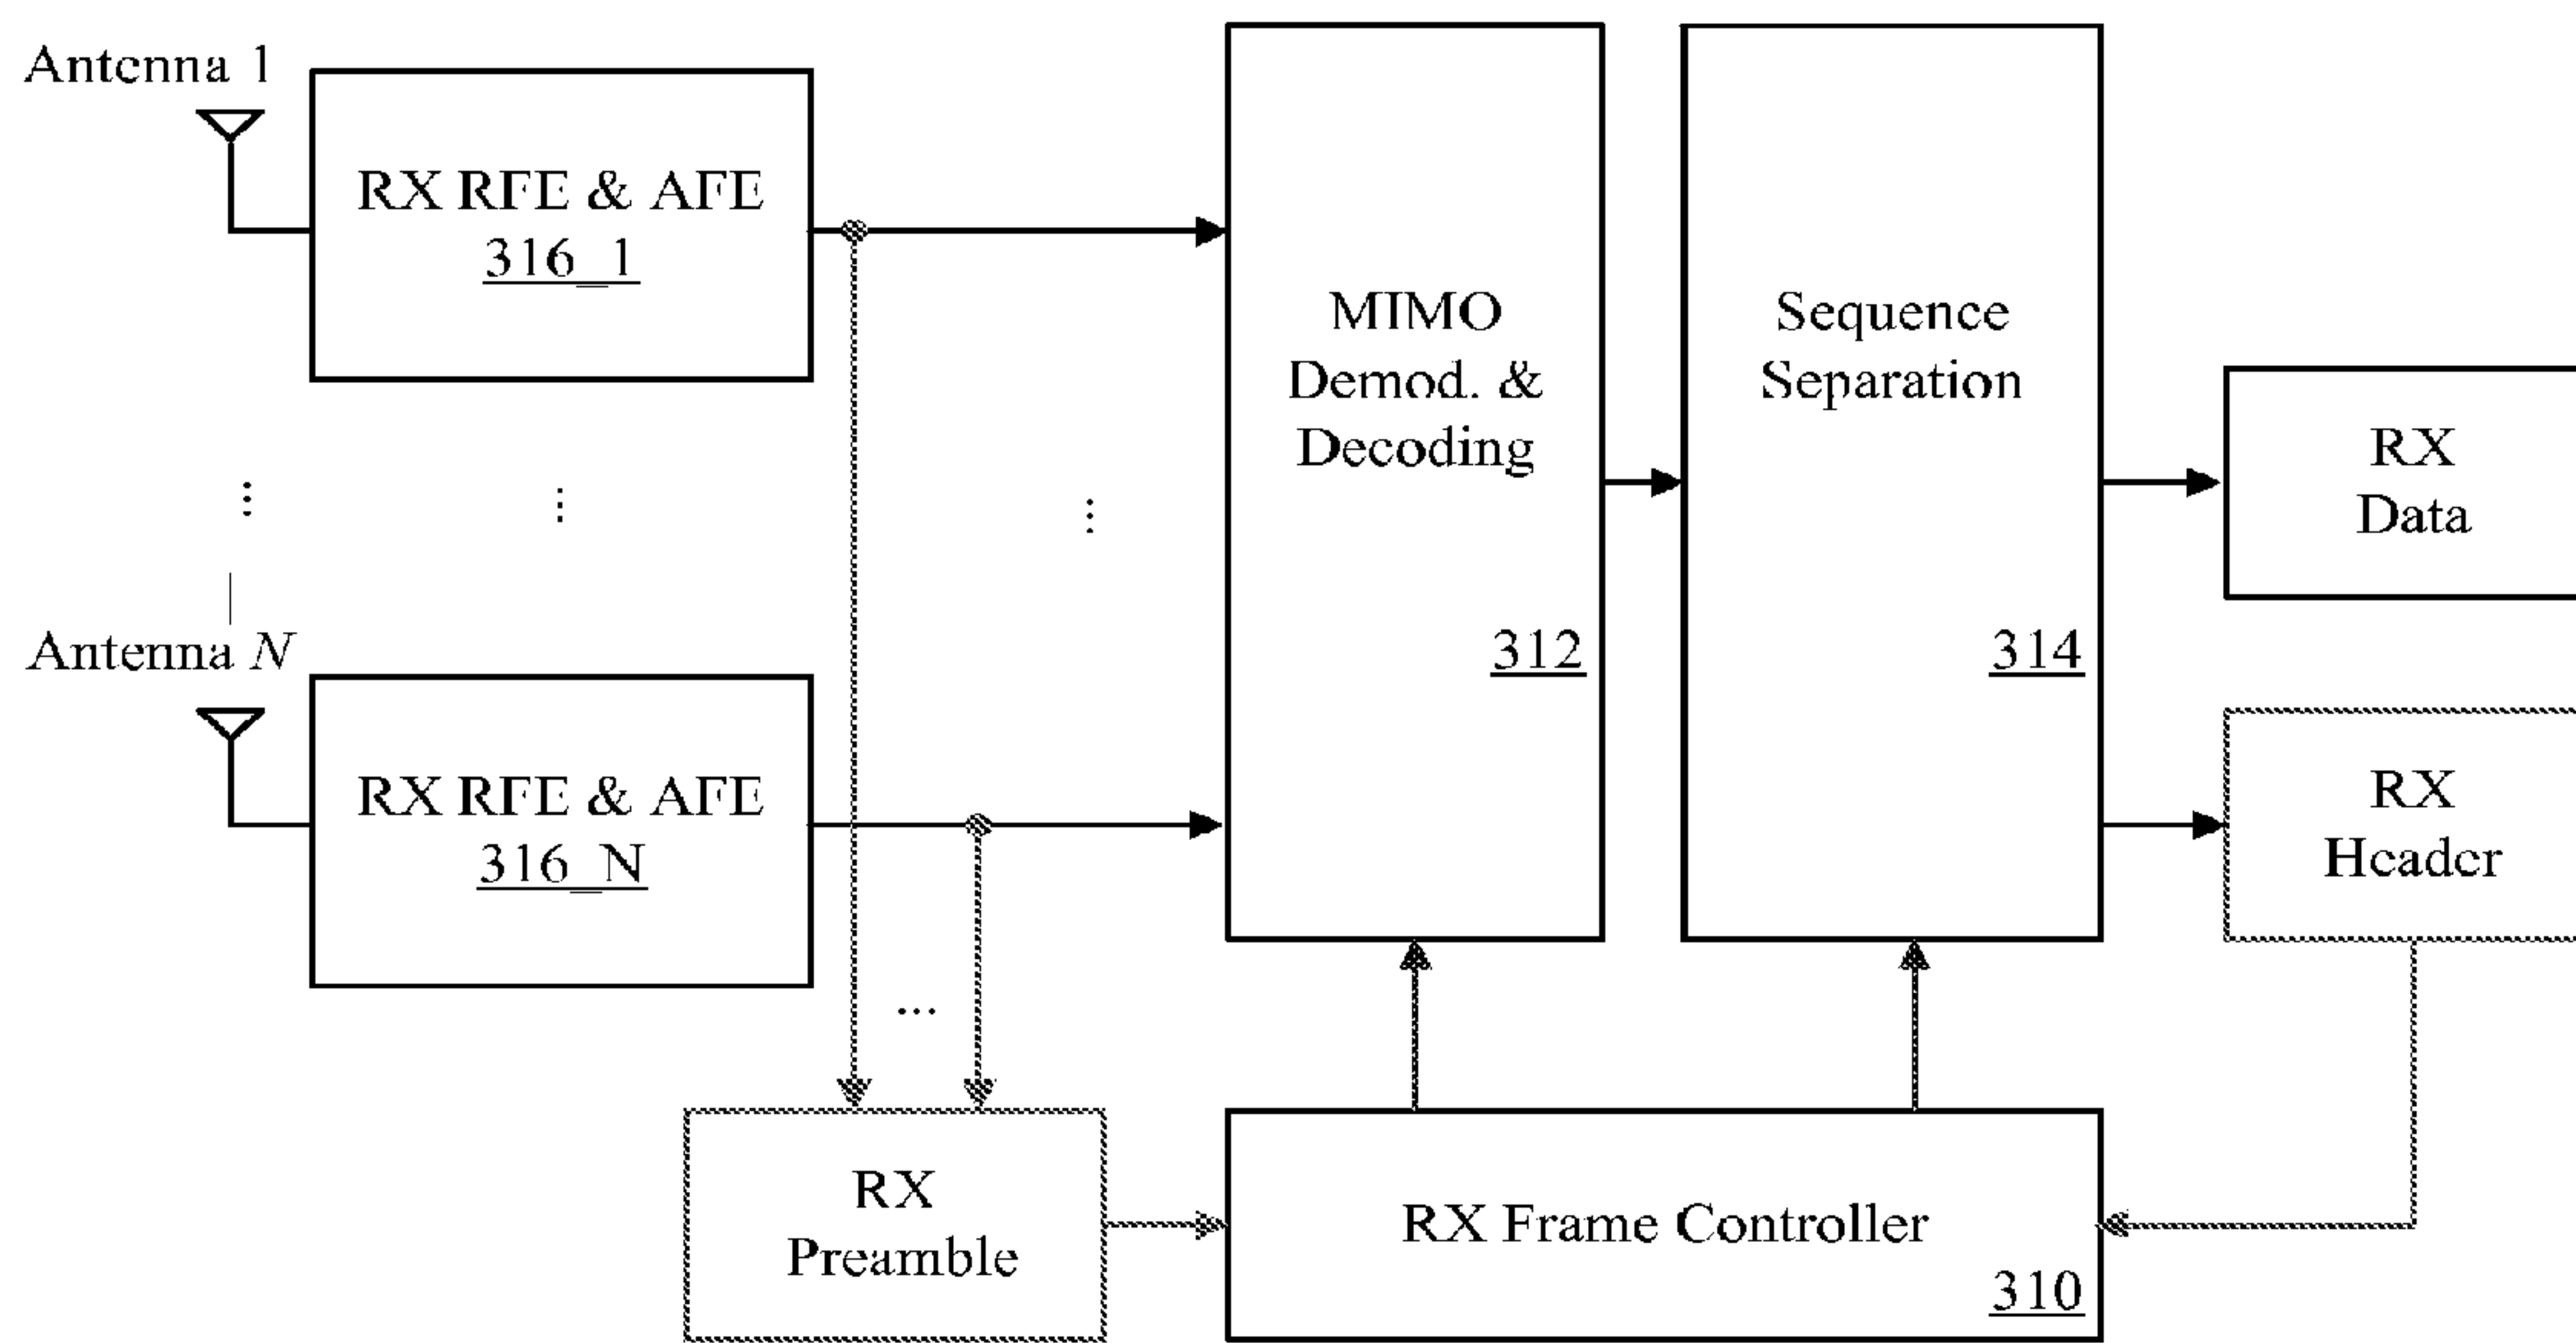 Antenna 1
RX RFE & AFE
316_1
MIMO
Demod. &
Decoding
312
Sequence
Separation
314
RX
Data
Antenna N
RX RFE & AFE
316_N
RX
Header
RX
Preamble
RX Frame Controller
310